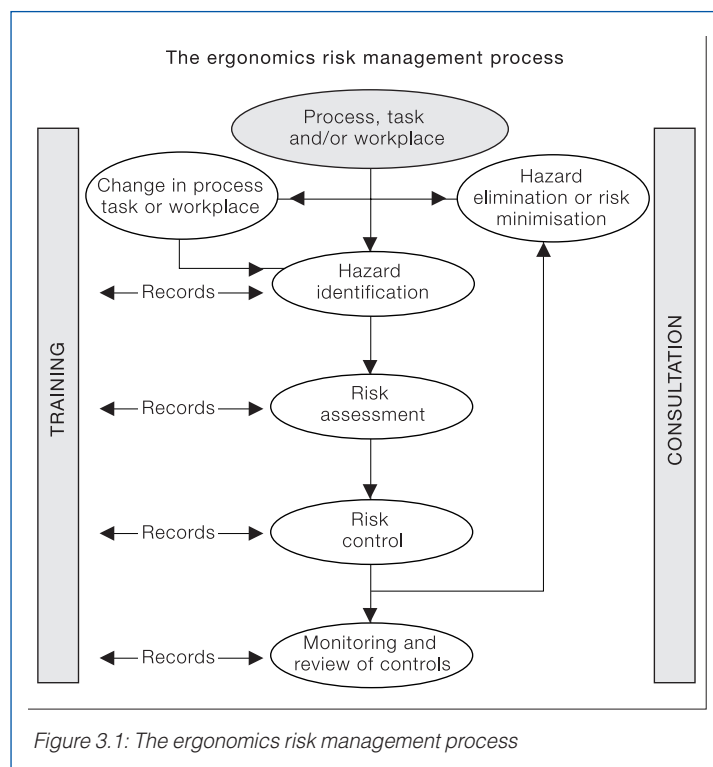 The ergonomics risk management process
Process, task
and/or workplace
Change in process
task or workplace
Hazard
elimination or risk
minimisation
Hazard
identification
Records
Risk
assessment
Records
Risk
control
Records
Monitoring and
review of controls
Records
TRAINING
CONSULTATION
Figure 3.1: The ergonomics risk management process